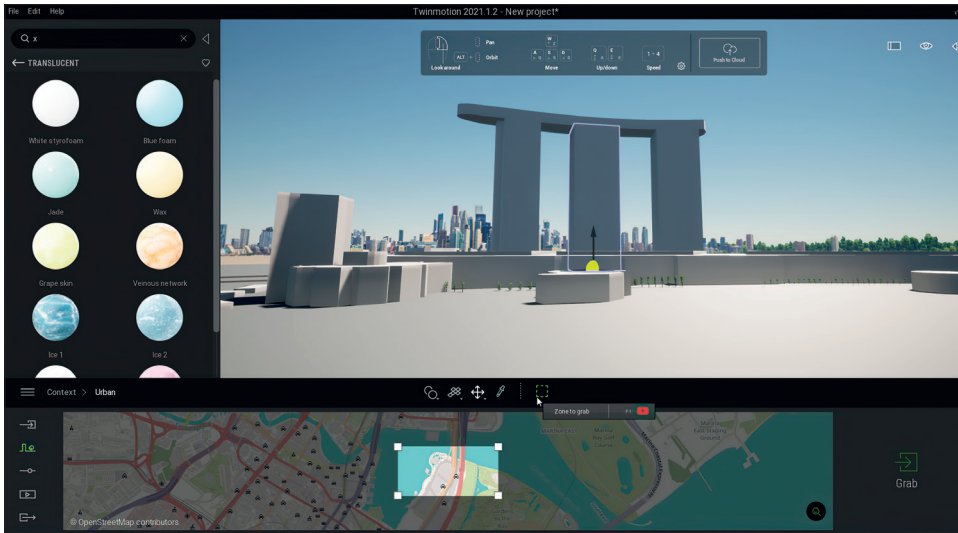 File Edit Help
Twinmotion 2021.1.2 - New project*
x
TRANSLUCENT
White styrofoam
Blue foam
Jade
Wax
Grape skin
Veinous network
Ice 1
Ice 2
Look around
ALT
Pan
Orbit
W
A S D
Move
Q E
Up/down
1 - 4
Speed
Push to Cloud
Context > Urban
Zone to grab
F1
© OpenStreetMap contributors
Grab